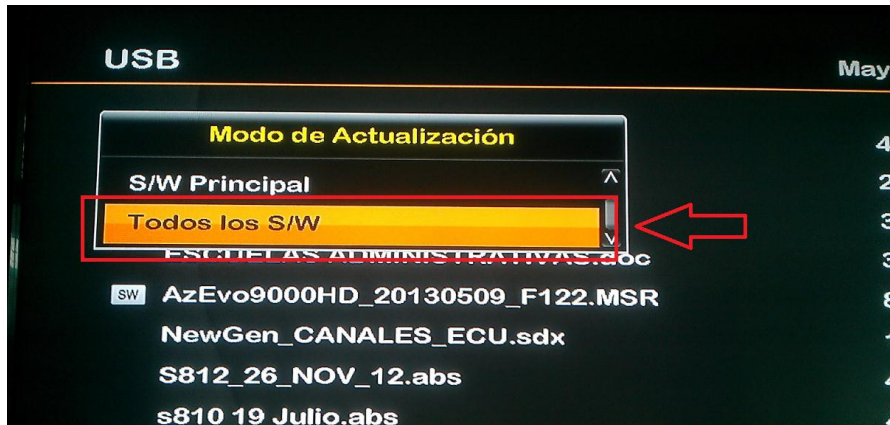 USB
May
Modo de Actualización
S/W Principal
Todos los S/W
ESCUELAS ADMINISTRATIVAS.doc
SW AzEvo9000HD_20130509_F122.MSR
NewGen_CANALES_ECU.sdx
S812_26_NOV_12.abs
s810 19 Julio.abs